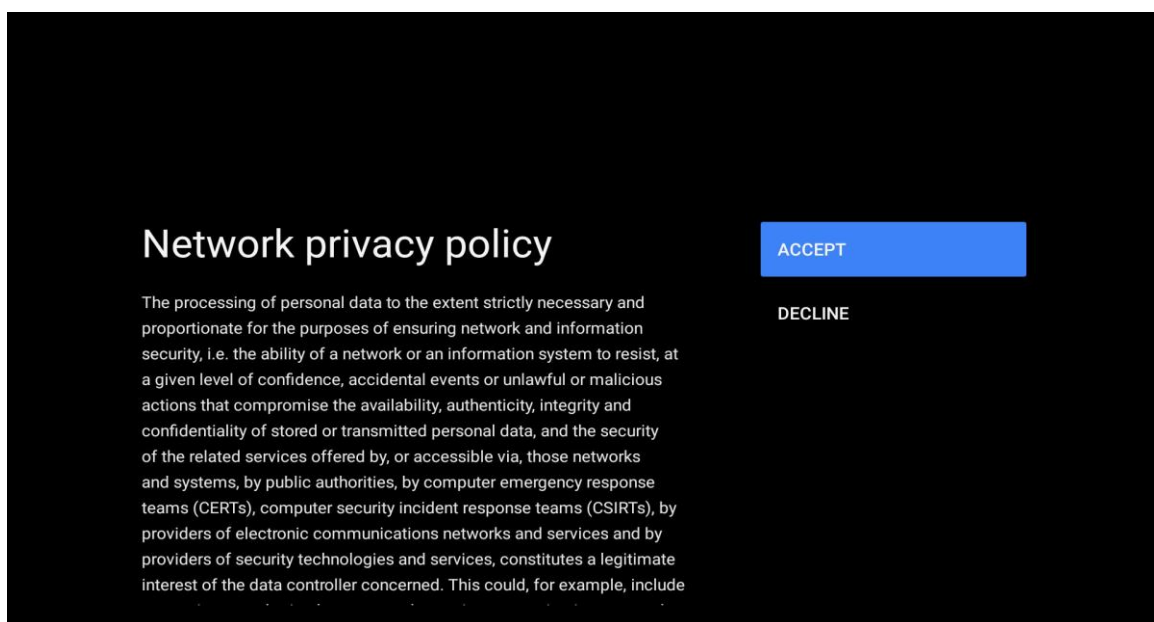 Network privacy policy
The processing of personal data to the extent strictly necessary and
proportionate for the purposes of ensuring network and information
security, i.e. the ability of a network or an information system to resist, at
a given level of confidence, accidental events or unlawful or malicious
actions that compromise the availability, authenticity, integrity and
confidentiality of stored or transmitted personal data, and the security
of the related services offered by, or accessible via, those networks
and systems, by public authorities, by computer emergency response
teams (CERTs), computer security incident response teams (CSIRTs), by
providers of electronic communications networks and services and by
providers of security technologies and services, constitutes a legitimate
interest of the data controller concerned. This could, for example, include
ACCEPT
DECLINE